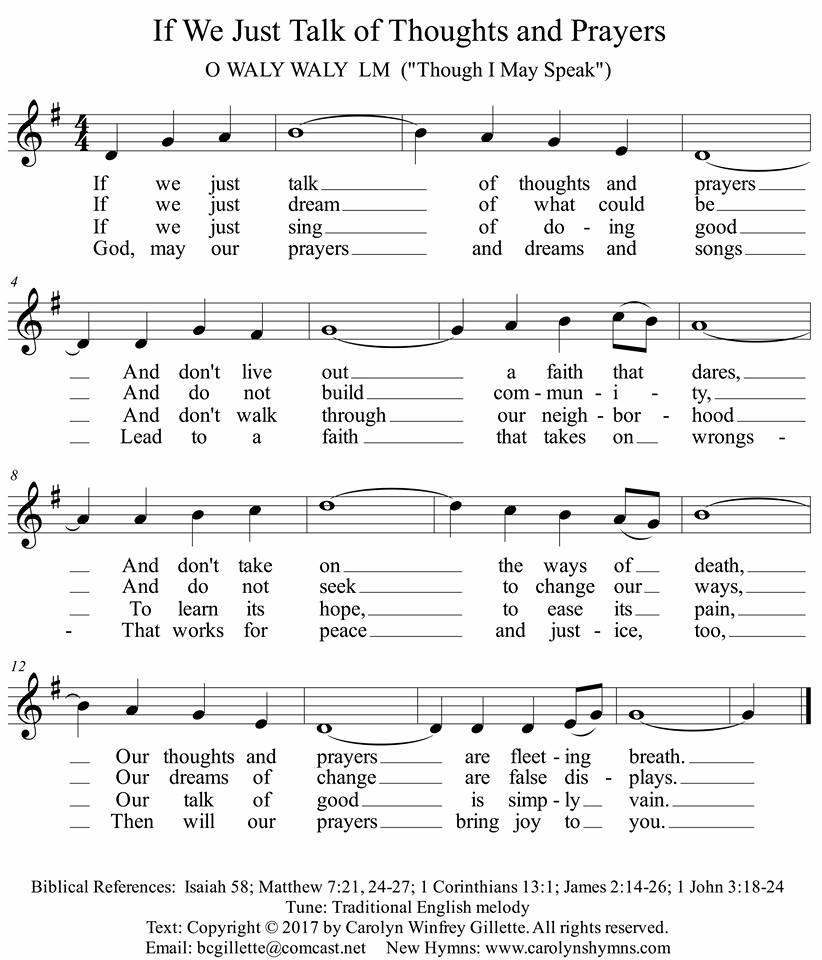 If We Just Talk of Thoughts and Prayers
O WALY WALY LM ("Though I May Speak")
If we just talk of thoughts and prayers
If we just dream of what could be
If we just sing of do - ing good
God, may our prayers and dreams and songs
4
And don't live out a faith that dares,
And do not build com - mun - i - ty,
And don't walk through our neigh - bor - hood
Lead to a faith that takes on wrongs -
8
And don't take on the ways of death,
And do not seek to change our ways,
To learn its hope, to ease its pain,
- That works for peace and just - ice, too,
12
Our thoughts and prayers are fleet - ing breath.
Our dreams of change are false dis - plays.
Our talk of good is simp - ly vain.
Then will our prayers bring joy to you.
Biblical References: Isaiah 58; Matthew 7:21, 24-27; 1 Corinthians 13:1; James 2:14-26; 1 John 3:18-24
Tune: Traditional English melody
Text: Copyright © 2017 by Carolyn Winfrey Gillette. All rights reserved.
Email: bcgillette@comcast.net New Hymns: www.carolynshymns.com